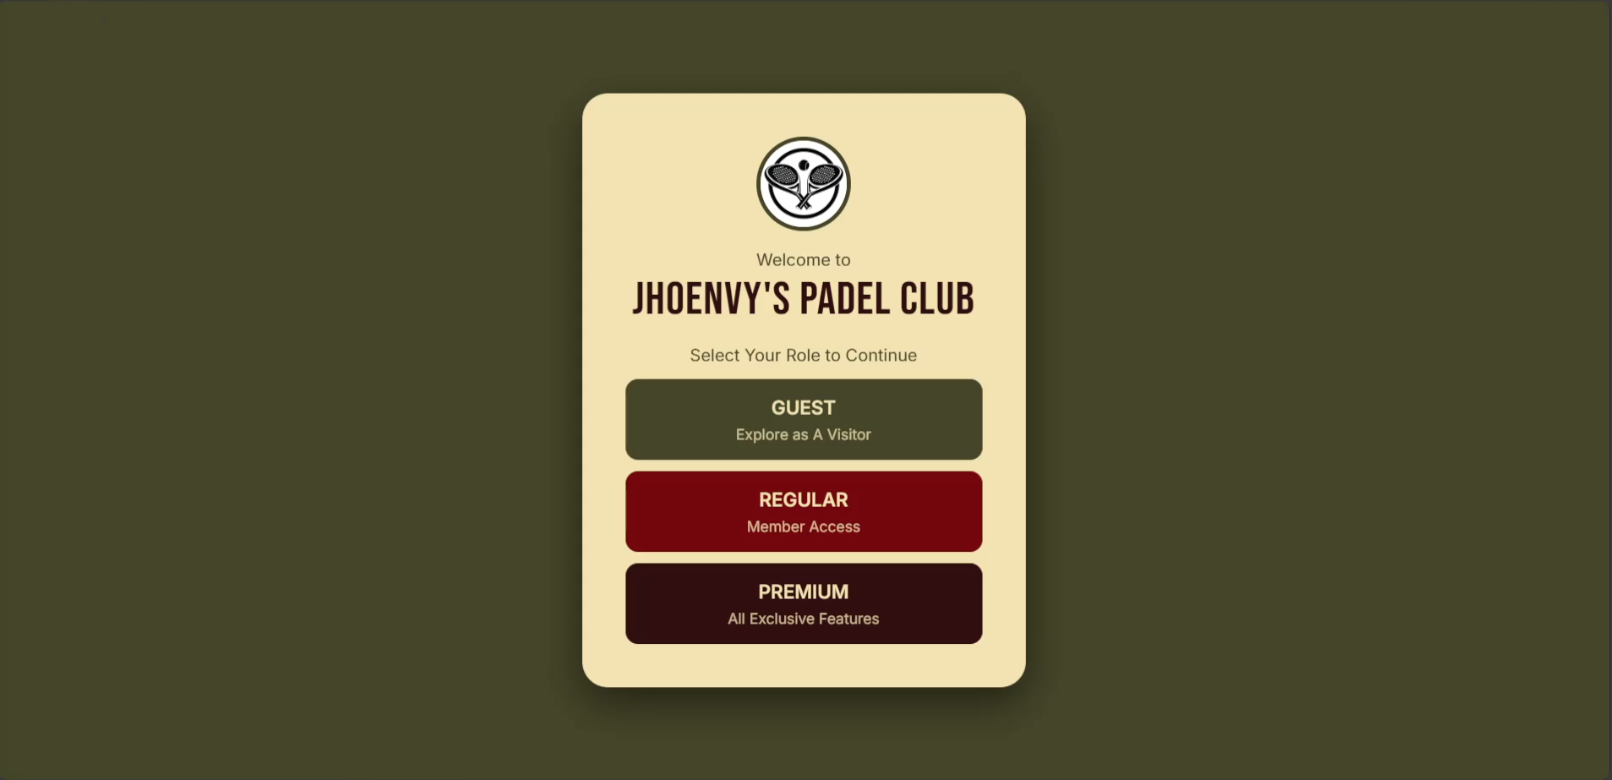 Welcome to
JHOENVY'S PADEL CLUB
Select Your Role to Continue
GUEST
Explore as A Visitor
REGULAR
Member Access
PREMIUM
All Exclusive Features